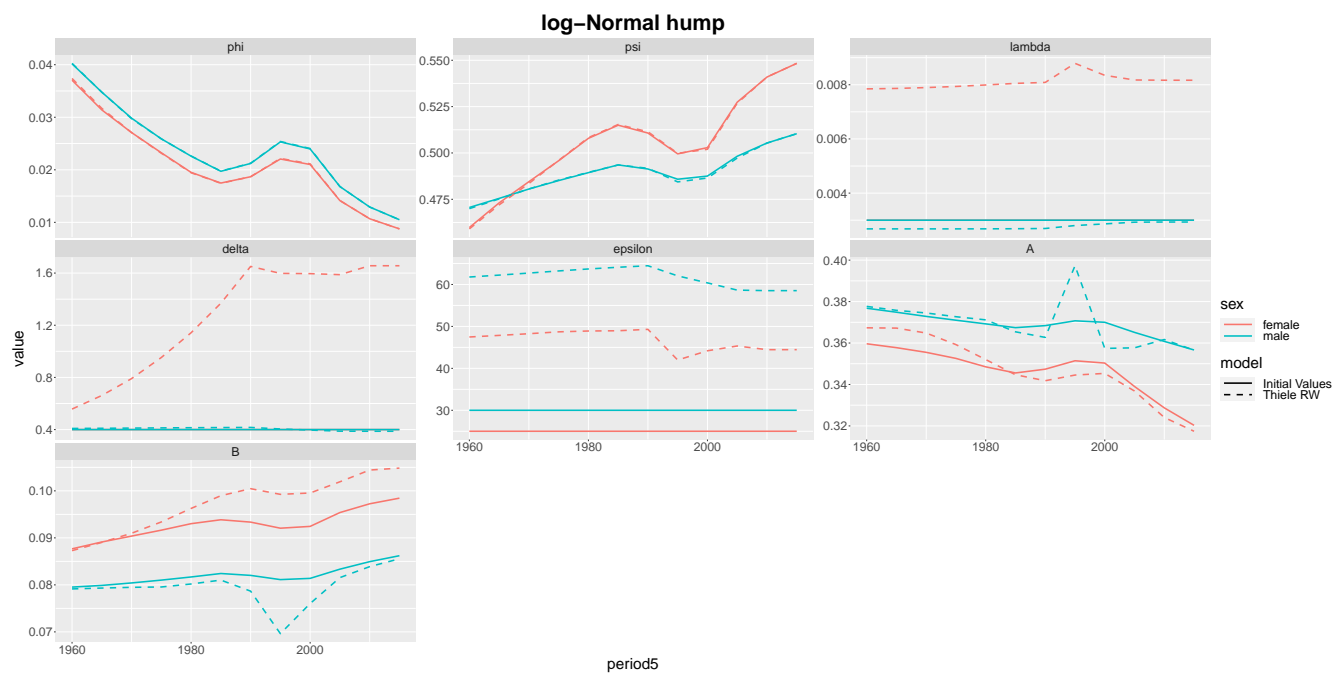 log−Normal hump
phi
psi
lambda
0.04
0.03
0.02
0.01
0.550
0.525
0.500
0.475
0.008
0.006
0.004
delta
epsilon
A
1.6
1.2
0.8
0.4
60
50
40
30
0.40
0.38
0.36
0.34
0.32
1960
1980
2000
1960
1980
2000
B
0.10
0.09
0.08
0.07
1960
1980
2000
value
period5
sex
female
male
model
Initial Values
Thiele RW